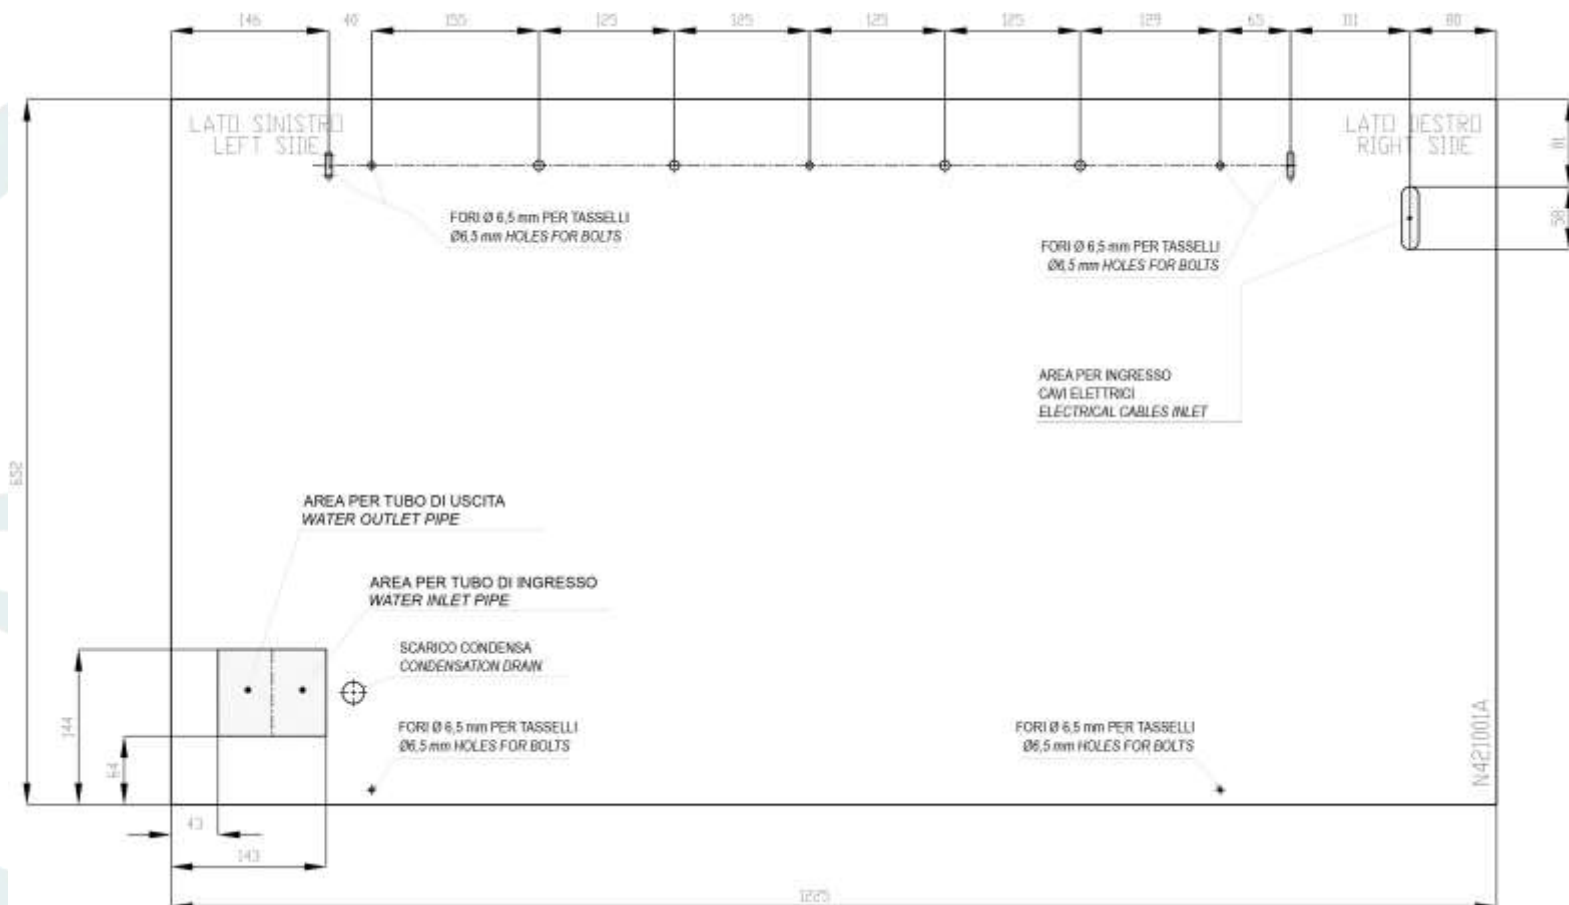 146 40 155 125 125 125 125 129 65 111 80
LATO SINISTRO
LEFT SIDE
LATO DESTRO
RIGHT SIDE
81
58
FORI Ø 6,5 mm PER TASSELLI
Ø6,5 mm HOLES FOR BOLTS
FORI Ø 6,5 mm PER TASSELLI
Ø6,5 mm HOLES FOR BOLTS
AREA PER INGRESSO
CAVI ELETTRICI
ELECTRICAL CABLES INLET
652
AREA PER TUBO DI USCITA
WATER OUTLET PIPE
AREA PER TUBO DI INGRESSO
WATER INLET PIPE
SCARICO CONDENSA
CONDENSATION DRAIN
144
64
FORI Ø 6,5 mm PER TASSELLI
Ø6,5 mm HOLES FOR BOLTS
FORI Ø 6,5 mm PER TASSELLI
Ø6,5 mm HOLES FOR BOLTS
N421001A
43
143
1225